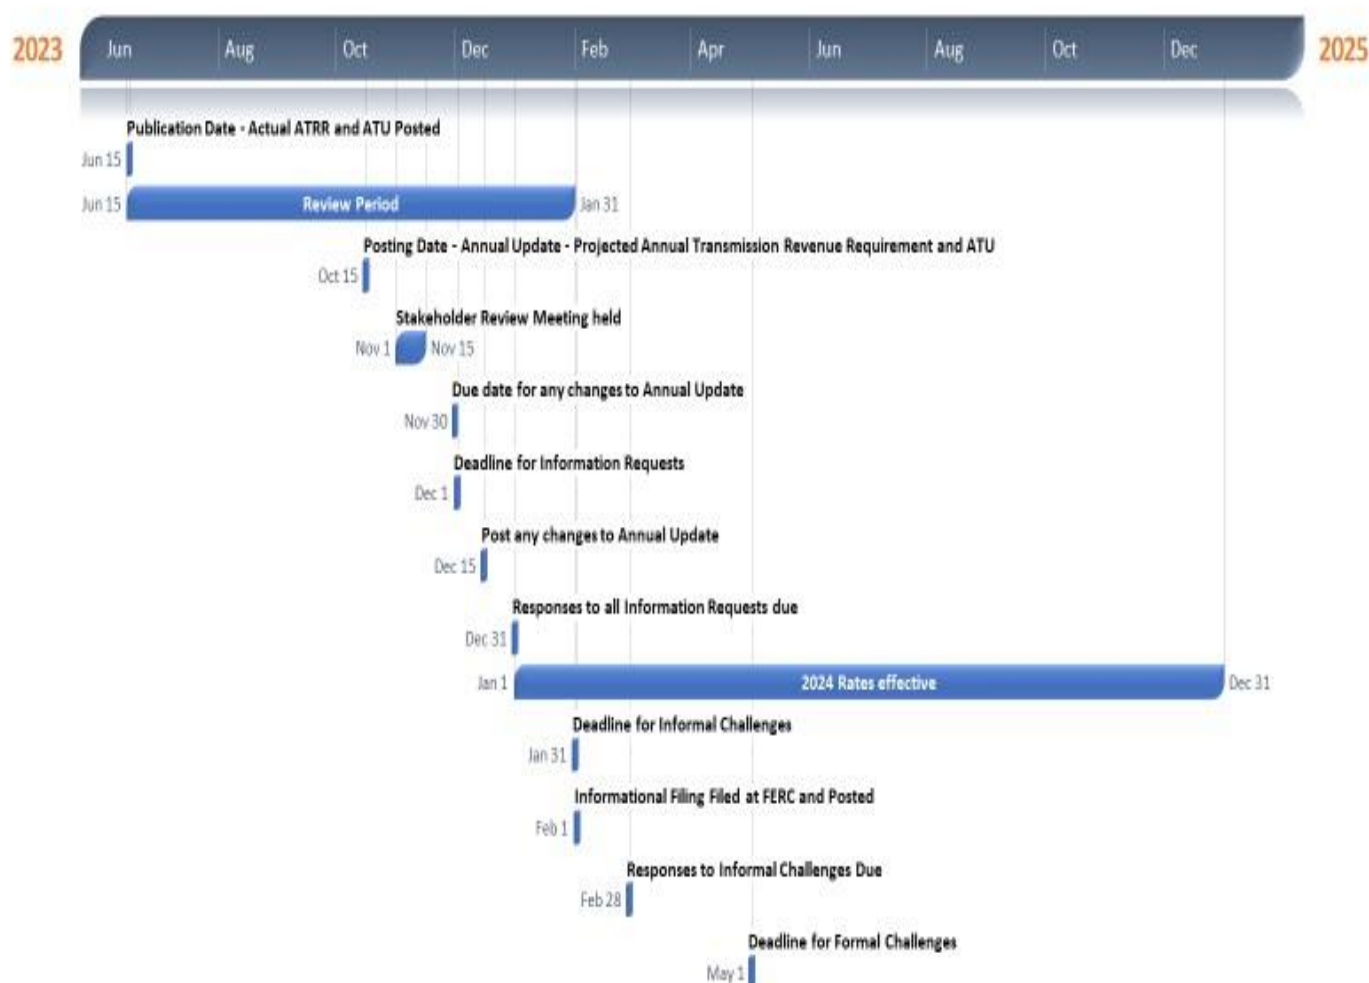 2023 Jun Aug Oct Dec Feb Apr Jun Aug Oct Dec 2025
Publication Date - Actual ATRR and ATU Posted
Jun 15
Jun 15 Review Period Jan 31
Posting Date - Annual Update - Projected Annual Transmission Revenue Requirement and ATU
Oct 15
Stakeholder Review Meeting held
Nov 1 Nov 15
Due date for any changes to Annual Update
Nov 30
Deadline for Information Requests
Dec 1
Post any changes to Annual Update
Dec 15
Responses to all Information Requests due
Dec 31
Jan 1 2024 Rates effective Dec 31
Deadline for Informal Challenges
Jan 31
Informational Filing Filed at FERC and Posted
Feb 1
Responses to Informal Challenges Due
Feb 28
Deadline for Formal Challenges
May 1